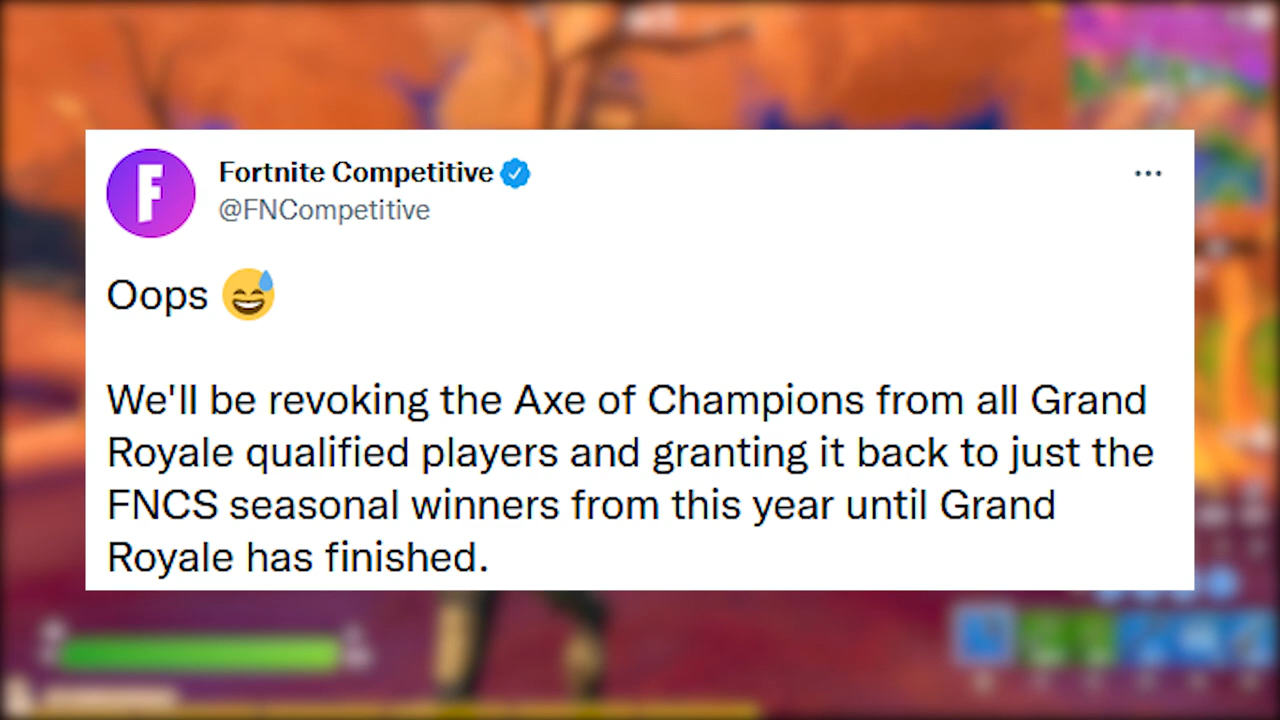 Fortnite Competitive
@FNCompetitive
Oops 😅
We'll be revoking the Axe of Champions from all Grand
Royale qualified players and granting it back to just the
FNCS seasonal winners from this year until Grand
Royale has finished.